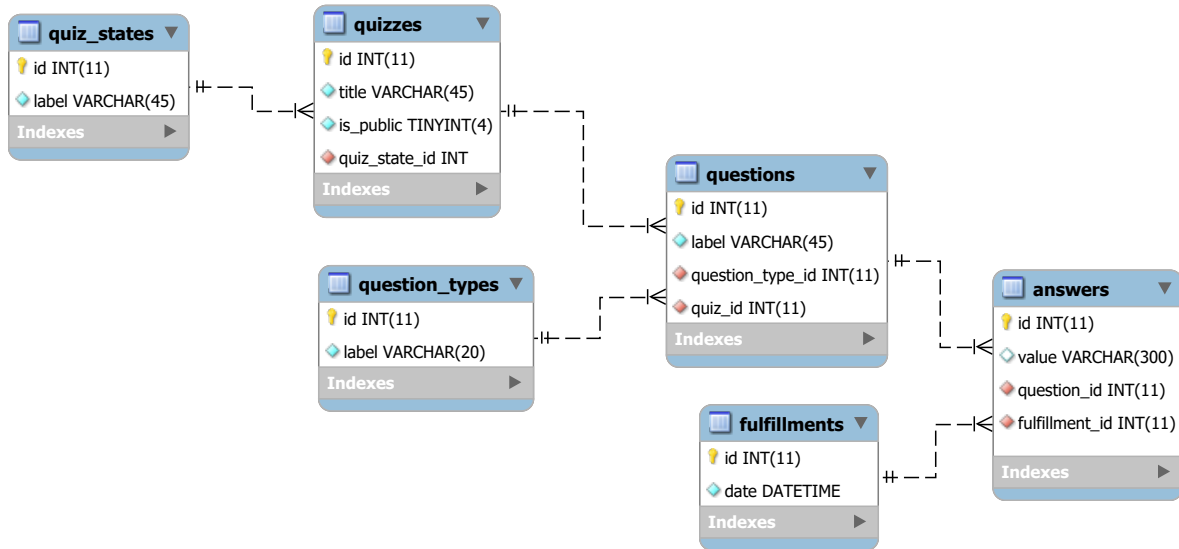 quiz_states
id INT(11)
label VARCHAR(45)
Indexes
quizzes
id INT(11)
title VARCHAR(45)
is_public TINYINT(4)
quiz_state_id INT
Indexes
question_types
id INT(11)
label VARCHAR(20)
Indexes
questions
id INT(11)
label VARCHAR(45)
question_type_id INT(11)
quiz_id INT(11)
Indexes
fulfillments
id INT(11)
date DATETIME
Indexes
answers
id INT(11)
value VARCHAR(300)
question_id INT(11)
fulfillment_id INT(11)
Indexes